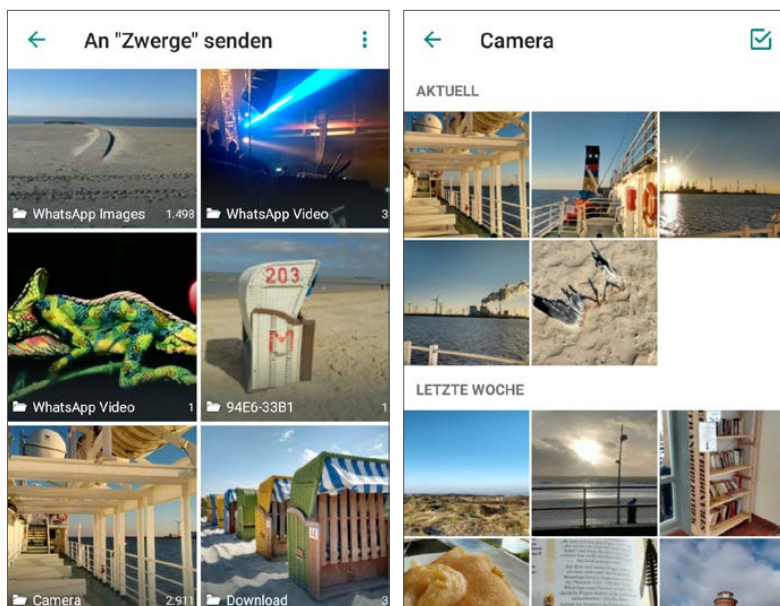 An "Zwerge" senden
WhatsApp Images 1.498
WhatsApp Video 3
203
M
WhatsApp Video 1
94E6-33B1 1
Camera 2.911
Download 3
Camera
AKTUELL
LETZTE WOCHE